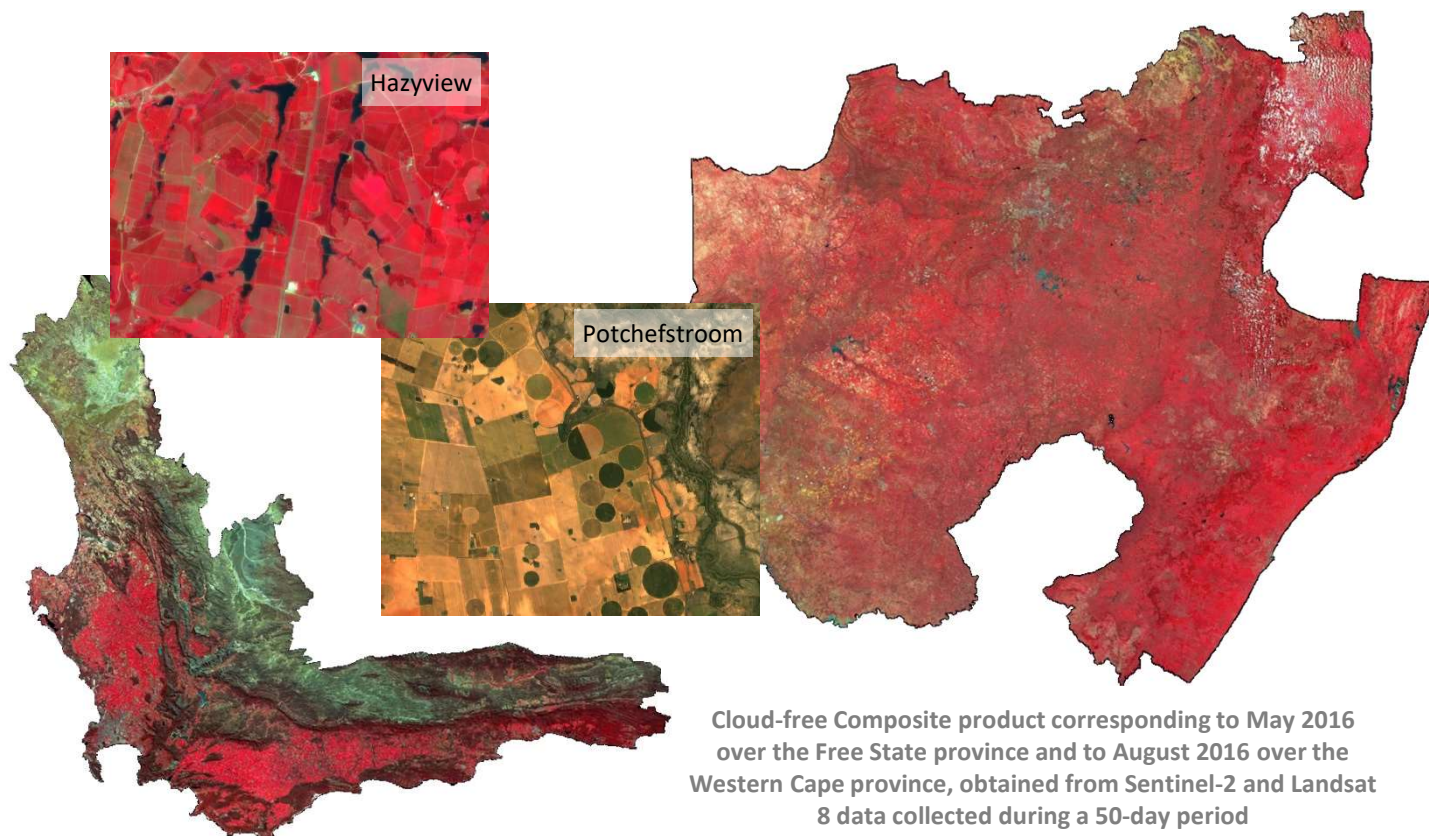 Hazyview
Potchefstroom
Cloud-free Composite product corresponding to May 2016
over the Free State province and to August 2016 over the
Western Cape province, obtained from Sentinel-2 and Landsat
8 data collected during a 50-day period